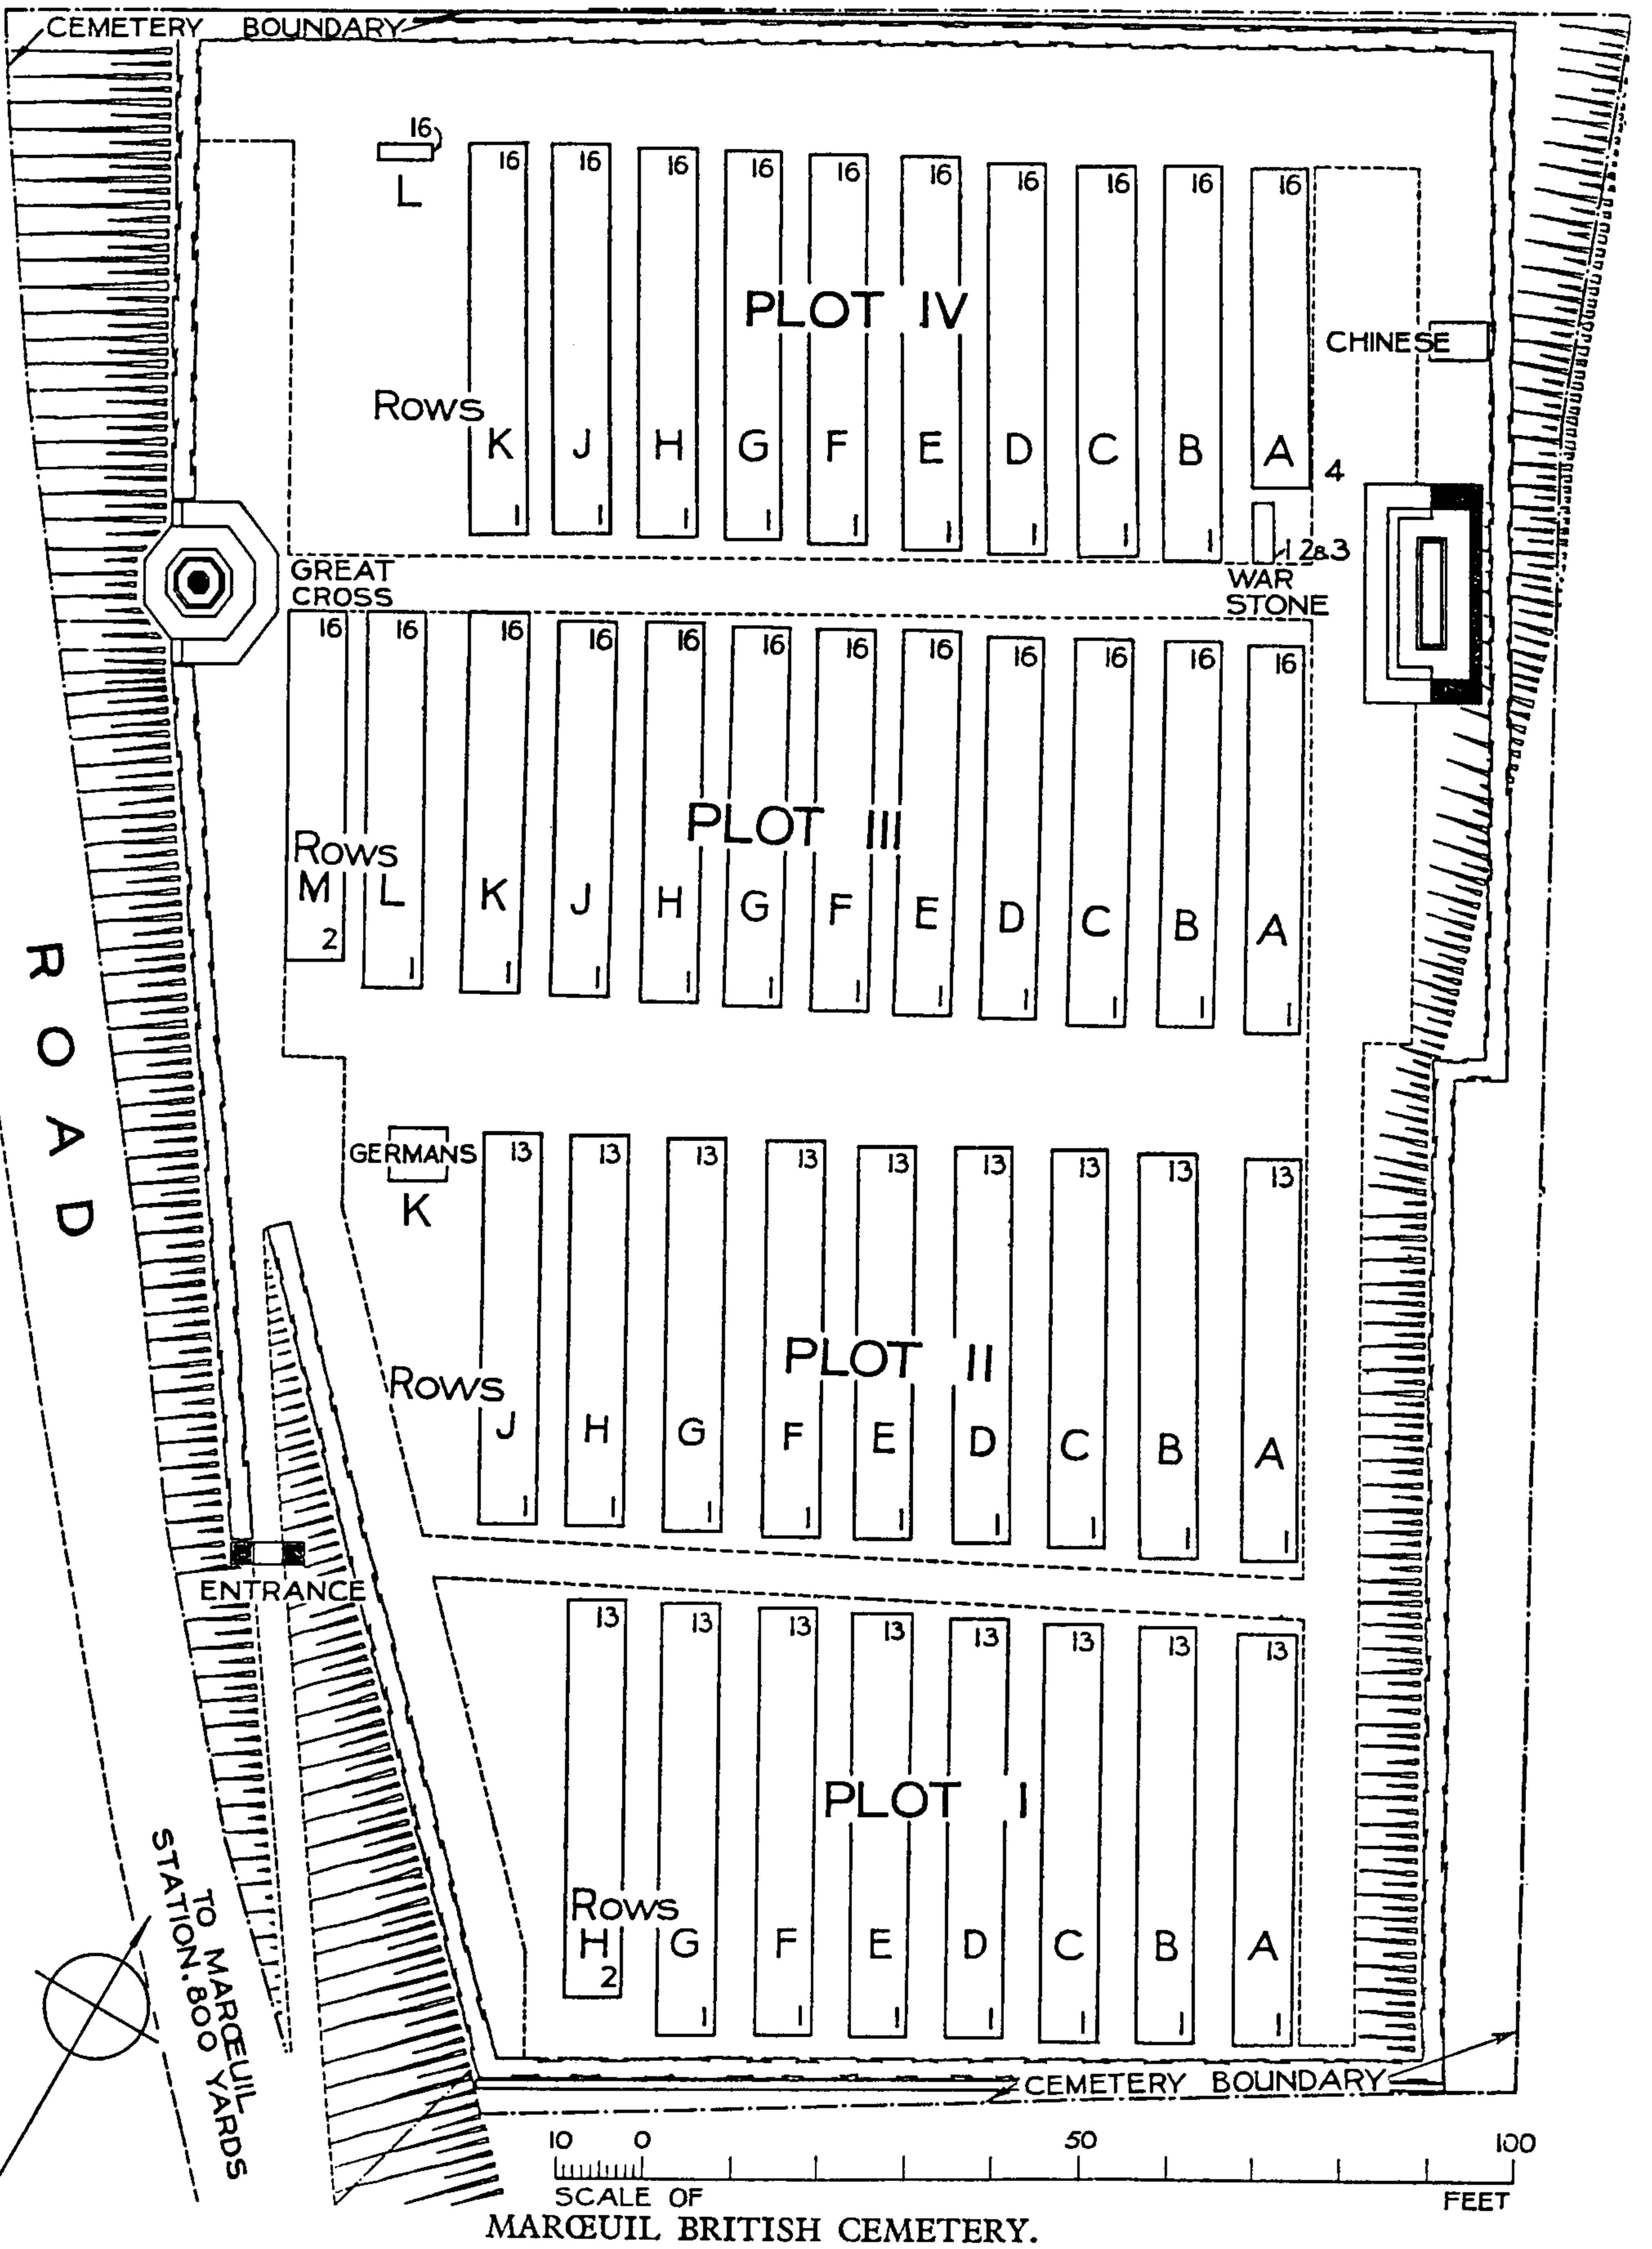 CEMETERY BOUNDARY
16
L
16 16 16 16 16 16 16 16 16 16
PLOT IV
CHINESE
Rows
K J H G F E D C B A 4
1 1 1 1 1 1 1 1 1
1 2&3
GREAT
CROSS
WAR
STONE
16 16 16 16 16 16 16 16 16 16 16 16
PLOT III
Rows
M L K J H G F E D C B A
2 1 1 1 1 1 1 1 1 1 1 1
ROAD
GERMANS
K
13 13 13 13 13 13 13 13 13
PLOT II
Rows
J H G F E D C B A
1 1 1 1 1 1 1 1 1
ENTRANCE
13 13 13 13 13 13 13 13
PLOT I
Rows
H G F E D C B A
2 1 1 1 1 1 1 1
TO MARŒUIL
STATION.800 YARDS
CEMETERY BOUNDARY
10 0 50 100
SCALE OF FEET
MARŒUIL BRITISH CEMETERY.